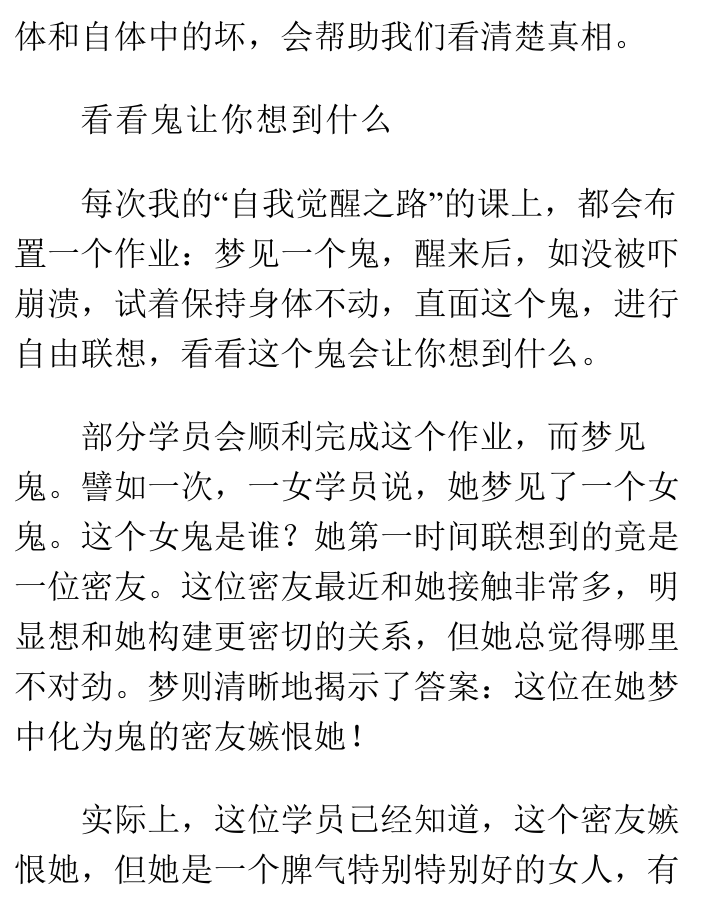 体和自体中的坏，会帮助我们看清楚真相。
看看鬼让你想到什么
每次我的“自我觉醒之路”的课上，都会布
置一个作业：梦见一个鬼，醒来后，如没被吓
崩溃，试着保持身体不动，直面这个鬼，进行
自由联想，看看这个鬼会让你想到什么。
部分学员会顺利完成这个作业，而梦见
鬼。譬如一次，一女学员说，她梦见了一个女
鬼。这个女鬼是谁？她第一时间联想到的竟是
一位密友。这位密友最近和她接触非常多，明
显想和她构建更密切的关系，但她总觉得哪里
不对劲。梦则清晰地揭示了答案：这位在她梦
中化为鬼的密友嫉恨她！
实际上，这位学员已经知道，这个密友嫉
恨她，但她是一个脾气特别特别好的女人，有